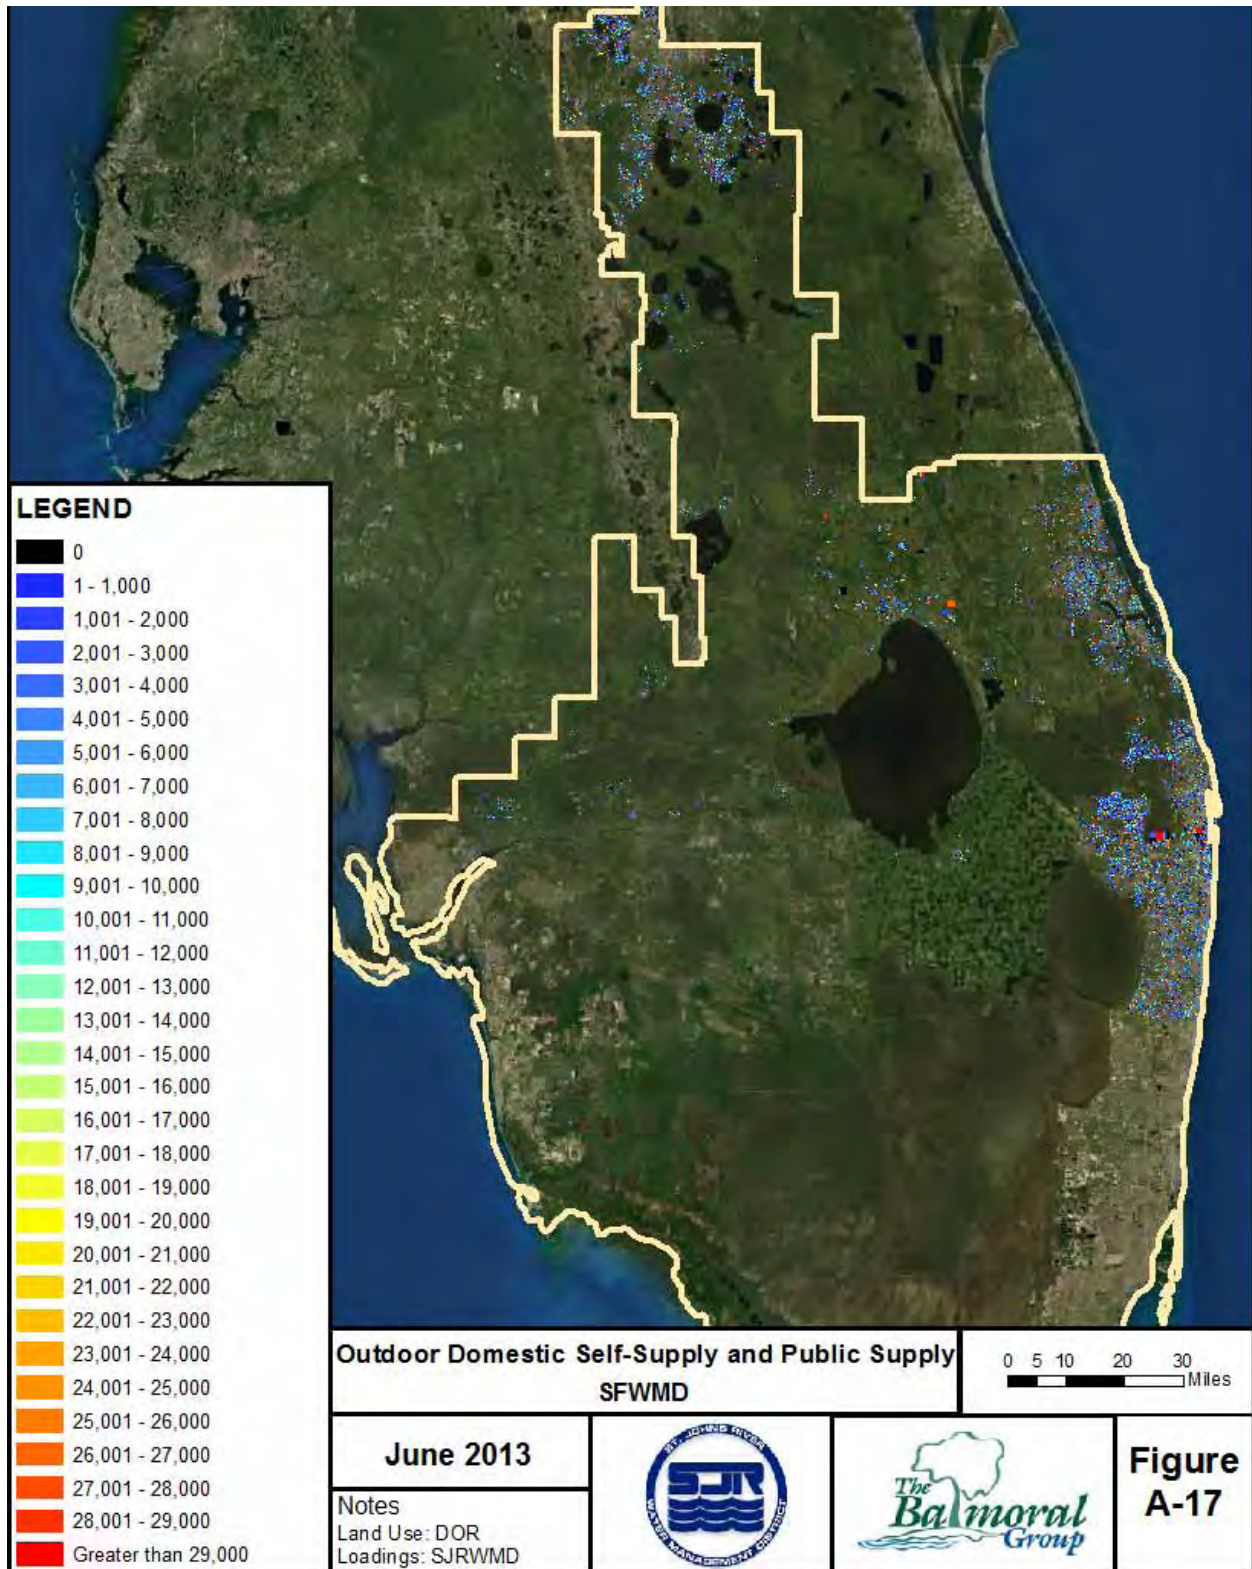 LEGEND
0
1 - 1,000
1,001 - 2,000
2,001 - 3,000
3,001 - 4,000
4,001 - 5,000
5,001 - 6,000
6,001 - 7,000
7,001 - 8,000
8,001 - 9,000
9,001 - 10,000
10,001 - 11,000
11,001 - 12,000
12,001 - 13,000
13,001 - 14,000
14,001 - 15,000
15,001 - 16,000
16,001 - 17,000
17,001 - 18,000
18,001 - 19,000
19,001 - 20,000
20,001 - 21,000
21,001 - 22,000
22,001 - 23,000
23,001 - 24,000
24,001 - 25,000
25,001 - 26,000
26,001 - 27,000
27,001 - 28,000
28,001 - 29,000
Greater than 29,000
Outdoor Domestic Self-Supply and Public Supply
SFWMD
0 5 10 20 30
Miles
June 2013
Notes
Land Use: DOR
Loadings: SJRWMD
ST. JOHNS RIVER
SJR
WATER MANAGEMENT DISTRICT
The
Balmoral
Group
Figure
A-17